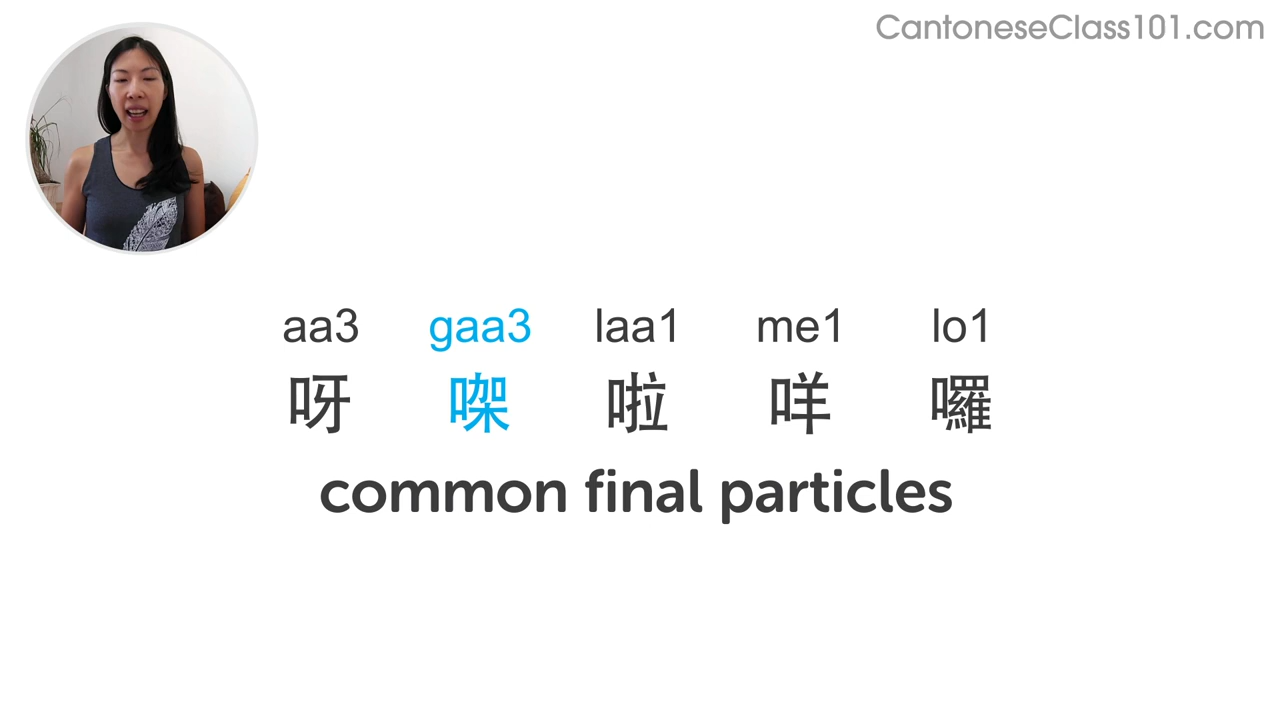 CantoneseClass101.com
aa3 gaa3 laa1 me1 lo1
呀 㗎 啦 咩 囉
common final particles